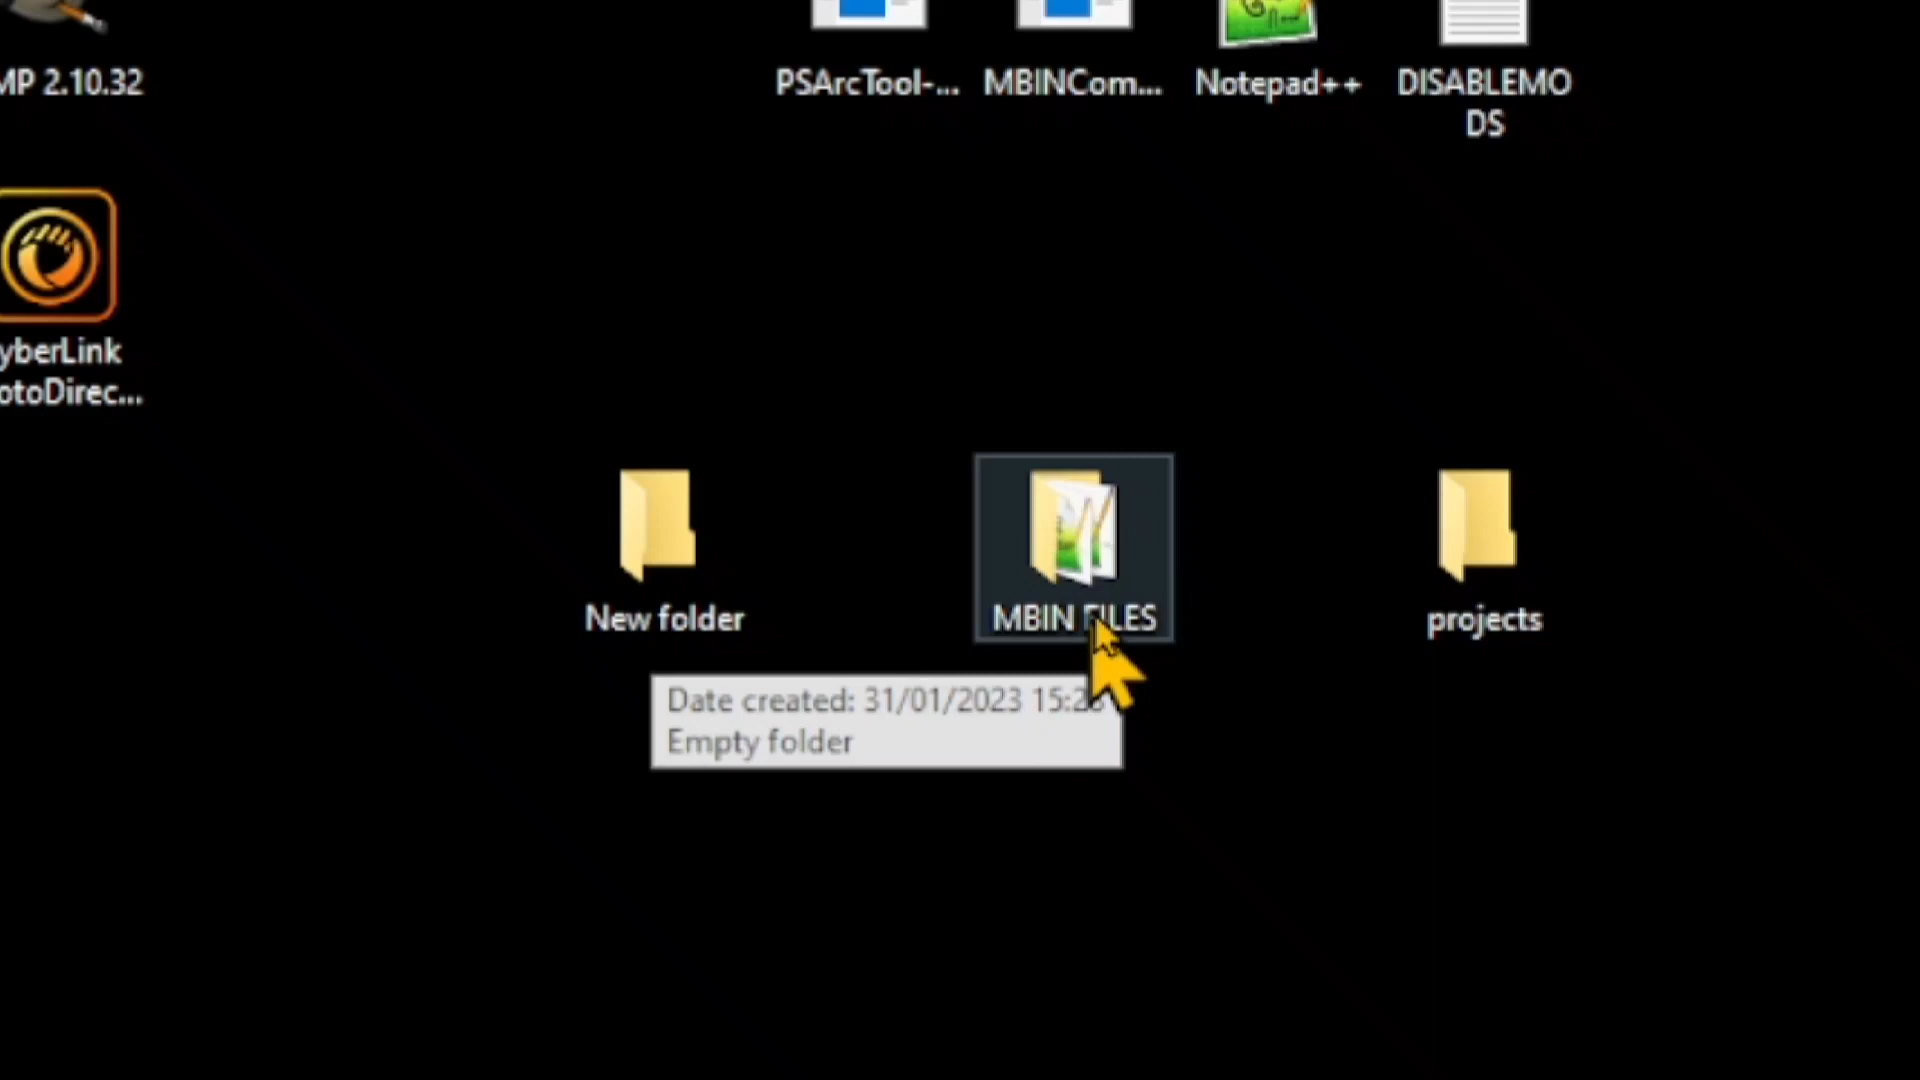 MP 2.10.32
PSArcTool-...
MBINCom...
Notepad++
DISABLEMO
DS
yberLink
otoDirec...
New folder
MBIN FILES
projects
Date created: 31/01/2023
Empty folder